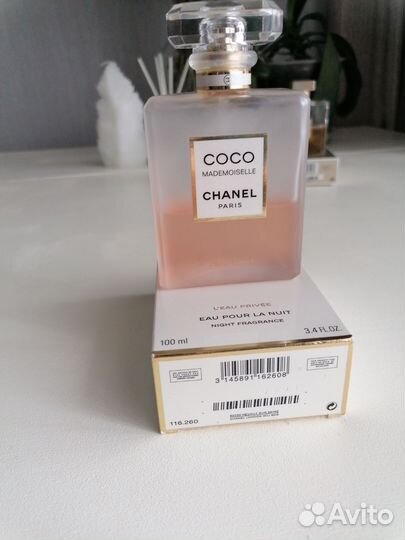 COCO
MADEMOISELLE
CHANEL
PARIS
L'EAU PRIVÉE
EAU POUR LA NUIT
NIGHT FRAGRANCE
100 ml
3.4 FL.OZ.
3 145891 162608
116.260
Avito